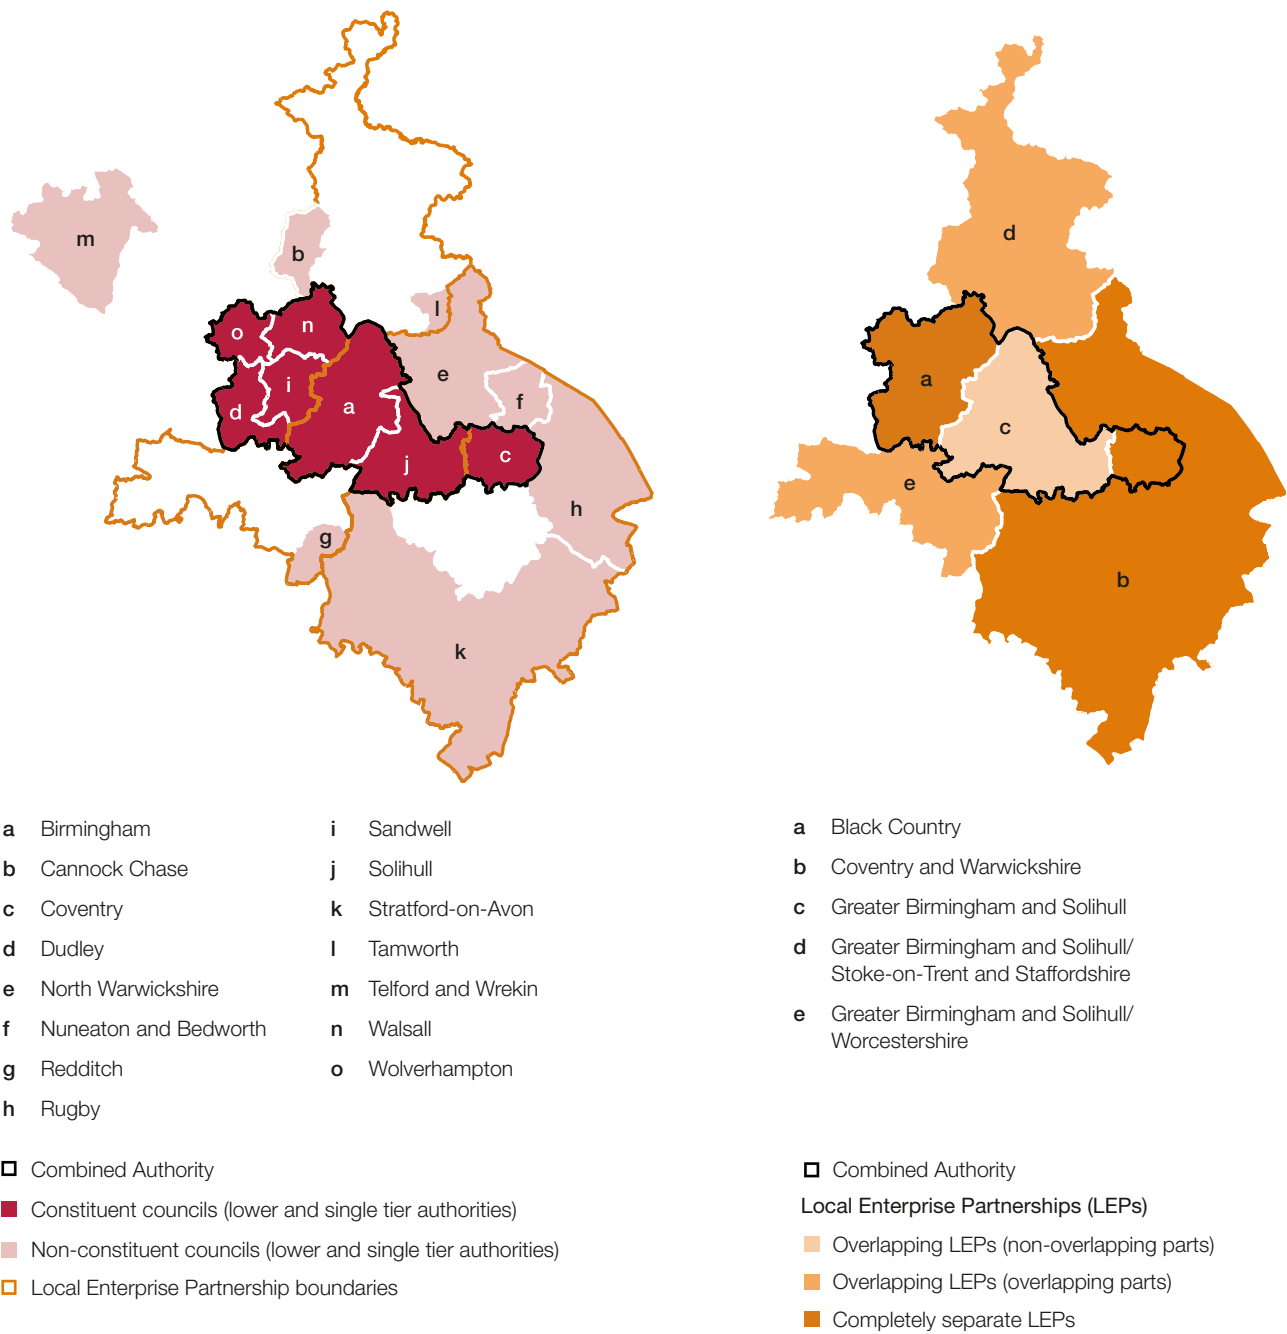 m
b
l
o
n
e
i
f
d
a
j
c
h
g
k
a Birmingham
b Cannock Chase
c Coventry
d Dudley
e North Warwickshire
f Nuneaton and Bedworth
g Redditch
h Rugby
i Sandwell
j Solihull
k Stratford-on-Avon
l Tamworth
m Telford and Wrekin
n Walsall
o Wolverhampton
Combined Authority
Constituent councils (lower and single tier authorities)
Non-constituent councils (lower and single tier authorities)
Local Enterprise Partnership boundaries
d
a
c
e
b
a Black Country
b Coventry and Warwickshire
c Greater Birmingham and Solihull
d Greater Birmingham and Solihull/
Stoke-on-Trent and Staffordshire
e Greater Birmingham and Solihull/
Worcestershire
Combined Authority
Local Enterprise Partnerships (LEPs)
Overlapping LEPs (non-overlapping parts)
Overlapping LEPs (overlapping parts)
Completely separate LEPs